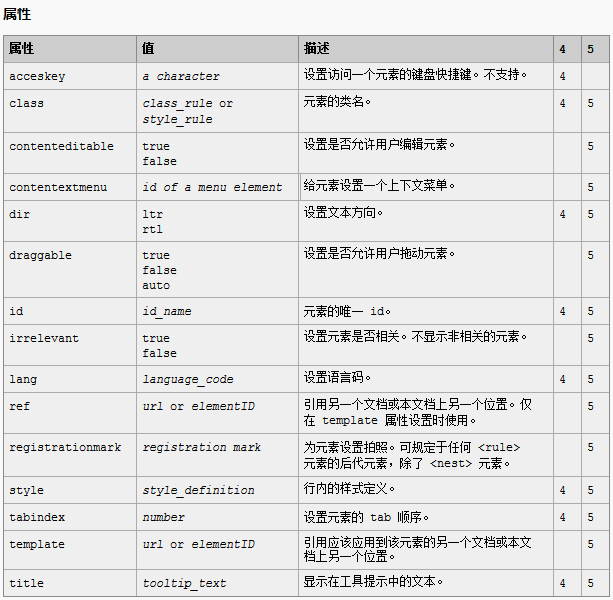 属性
属性 值 描述 4 5
acceskey a character 设置访问一个元素的键盘快捷键。不支持。 4
class class_rule or 元素的类名。 4 5
style_rule
contenteditable true 设置是否允许用户编辑元素。 5
false
contentextmenu id of a menu element 给元素设置一个上下文菜单。 5
dir ltr 设置文本方向。 4 5
rtl
draggable true 设置是否允许用户拖动元素。 5
false
auto
id id_name 元素的唯一 id。 4 5
irrelevant true 设置元素是否相关。不显示非相关的元素。 5
false
lang language_code 设置语言码。 4 5
ref url or elementID 引用另一个文档或本文档上另一个位置。仅 5
在 template 属性设置时使用。
registrationmark registration mark 为元素设置拍照。可规定于任何 <rule> 5
元素的后代元素，除了 <nest> 元素。
style style_definition 行内的样式定义。 4 5
tabindex number 设置元素的 tab 顺序。 4 5
template url or elementID 引用应该应用到该元素的另一个文档或本文 5
档上另一个位置。
title tooltip_text 显示在工具提示中的文本。 4 5